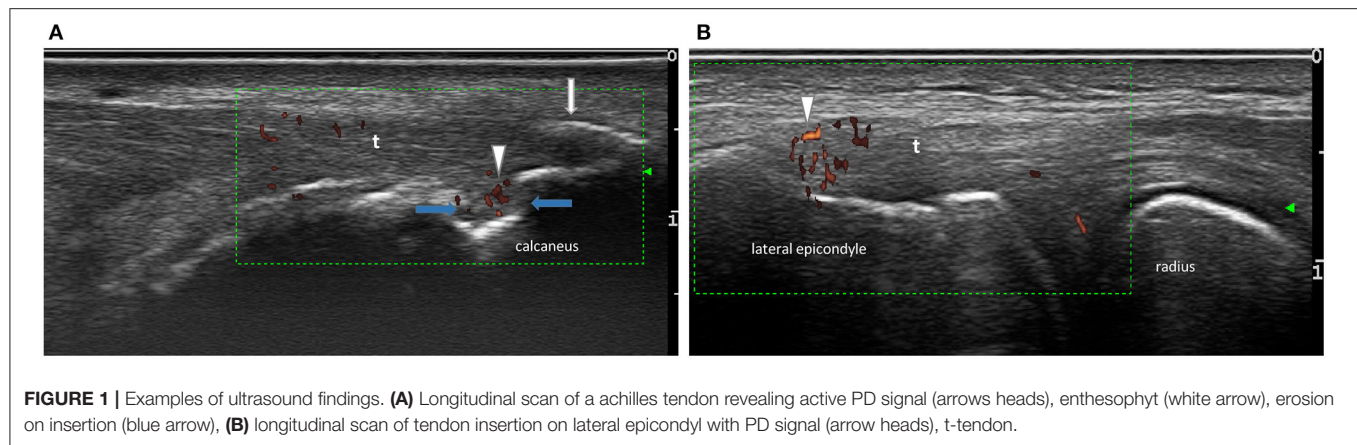 A
B
0
0
t
t
1
calcaneus
lateral epicondyle
radius
1
FIGURE 1 | Examples of ultrasound findings. (A) Longitudinal scan of a achilles tendon revealing active PD signal (arrows heads), enthesophyt (white arrow), erosion
on insertion (blue arrow), (B) longitudinal scan of tendon insertion on lateral epicondyl with PD signal (arrow heads), t-tendon.